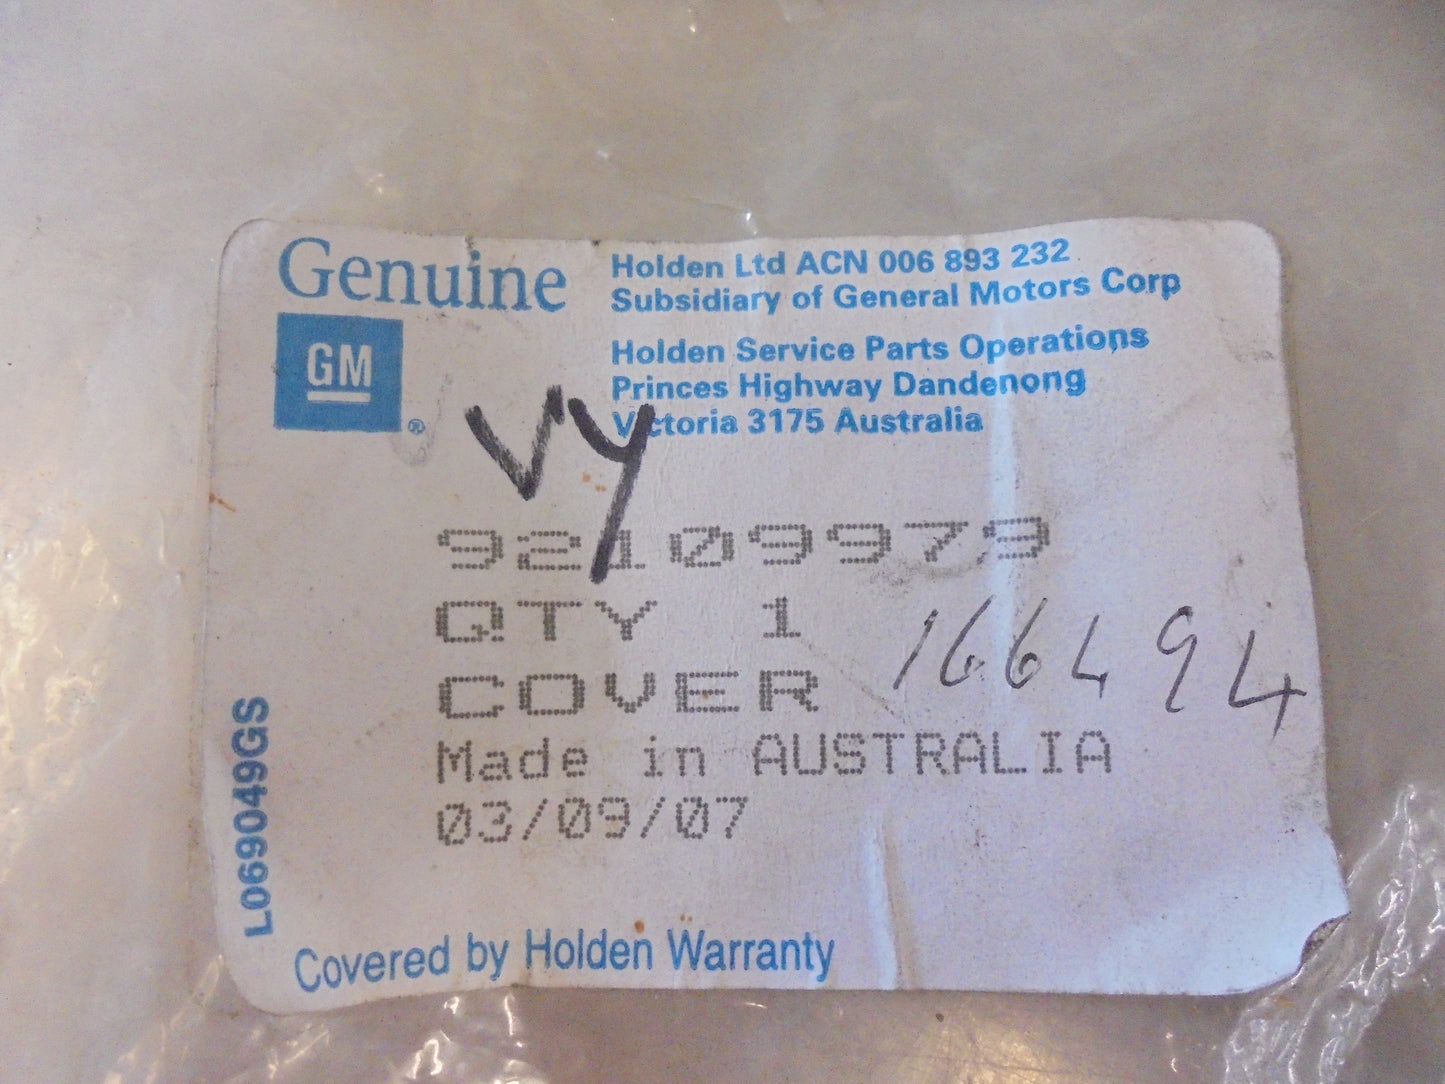 Genuine
GM
®
Holden Ltd ACN 006 893 232
Subsidiary of General Motors Corp
Holden Service Parts Operations
Princes Highway Dandenong
Victoria 3175 Australia
VY
92109979
QTY 1
COVER
166494
Made in AUSTRALIA
03/09/07
L069049GS
Covered by Holden Warranty